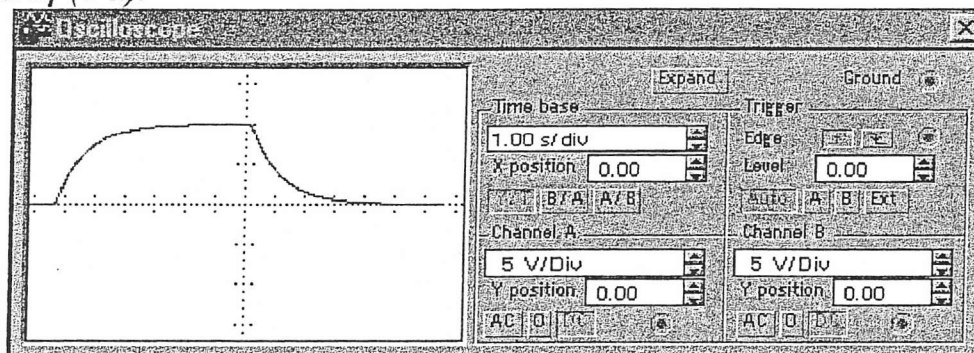 Oscilloscope
Expand
Ground
Time base
1.00 s/div
X position 0.00
Y/T B/A A/B
Trigger
Edge
Level 0.00
Auto A B Ext
Channel A
5 V/Div
Y position 0.00
AC 0 DC
Channel B
5 V/Div
Y position 0.00
AC 0 DC